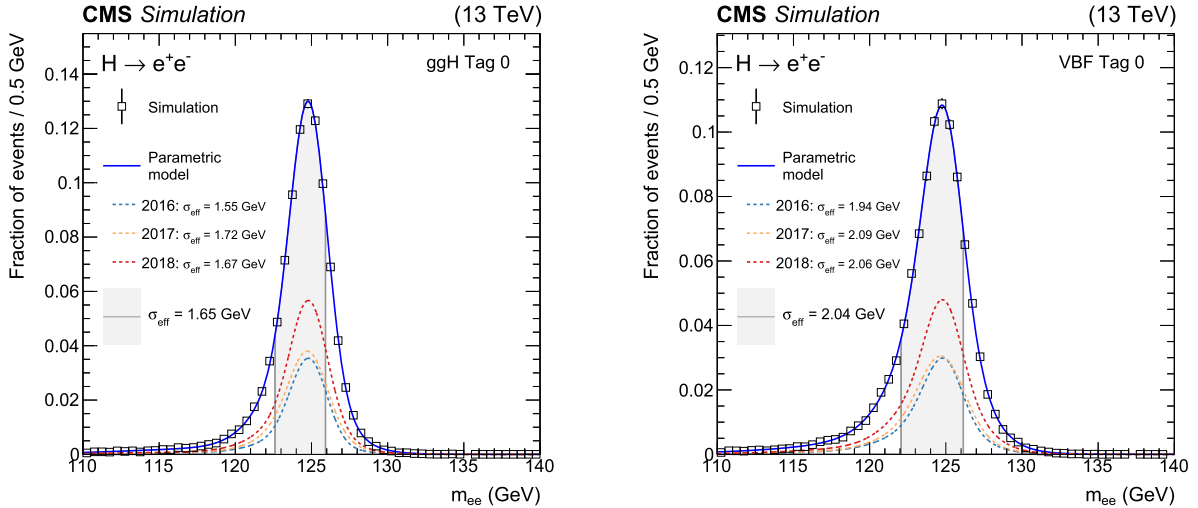 CMS Simulation (13 TeV)
Fraction of events / 0.5 GeV
H → e⁺e⁻
ggH Tag 0
Simulation
Parametric
model
2016: σeff = 1.55 GeV
2017: σeff = 1.72 GeV
2018: σeff = 1.67 GeV
σeff = 1.65 GeV
0.14
0.12
0.1
0.08
0.06
0.04
0.02
0
110 115 120 125 130 135 140
mee (GeV)
CMS Simulation (13 TeV)
Fraction of events / 0.5 GeV
H → e⁺e⁻
VBF Tag 0
Simulation
Parametric
model
2016: σeff = 1.94 GeV
2017: σeff = 2.09 GeV
2018: σeff = 2.06 GeV
σeff = 2.04 GeV
0.12
0.1
0.08
0.06
0.04
0.02
0
110 115 120 125 130 135 140
mee (GeV)